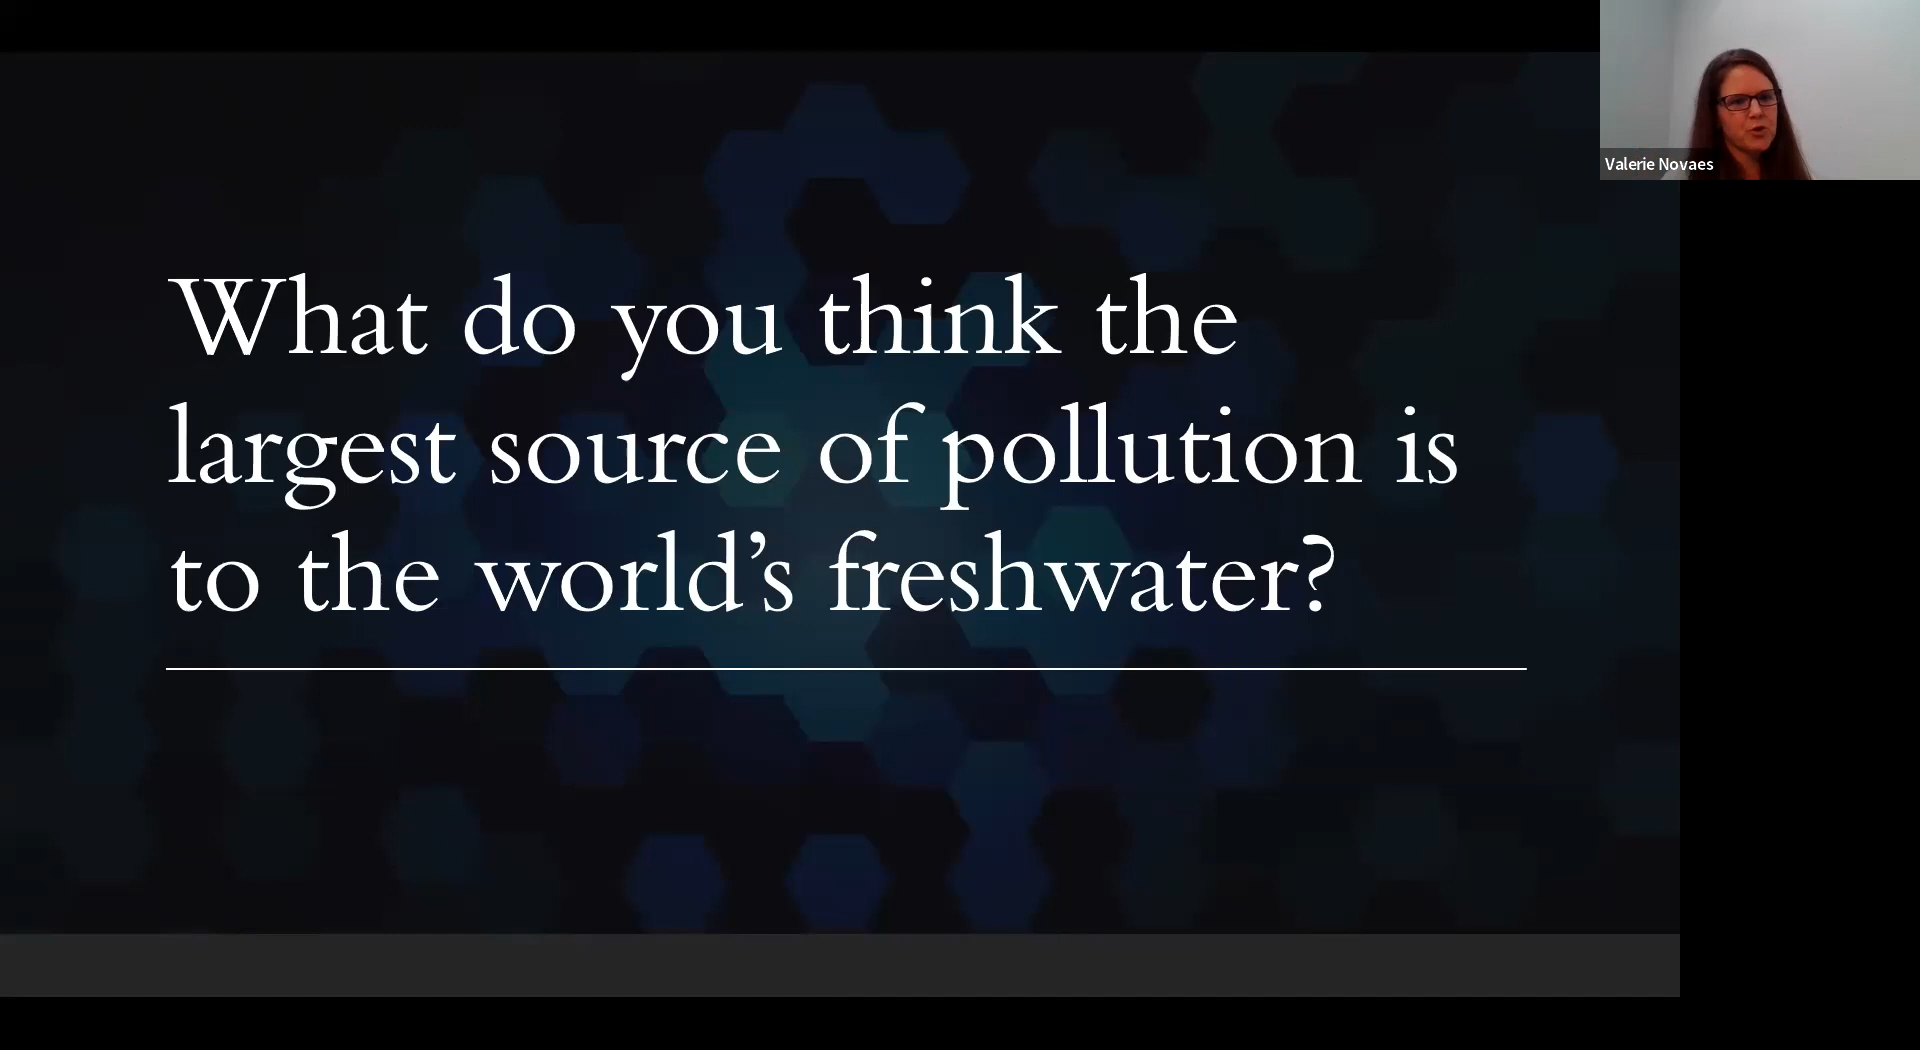 What do you think the
largest source of pollution is
to the world’s freshwater?
Valerie Novaes